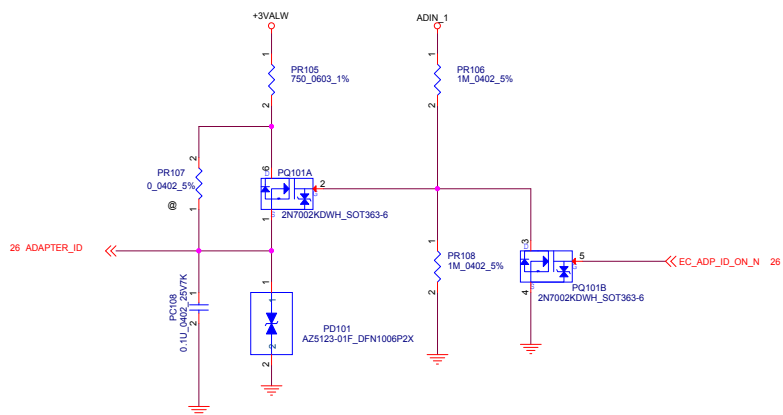 +3VALW
ADIN_1
1
PR105
750_0603_1%
2
1
PR106
1M_0402_5%
2
2
PR107
0_0402_5%
@
1
6
PQ101A
2
2N7002KDWH_SOT363-6
1
26 ADAPTER_ID
1
PR108
1M_0402_5%
2
3
5
EC_ADP_ID_ON_N 26
PQ101B
4
2N7002KDWH_SOT363-6
1
PC108
0.1U_0402_25V7K
2
1
1
PD101
AZ5123-01F_DFN1006P2X
2
2